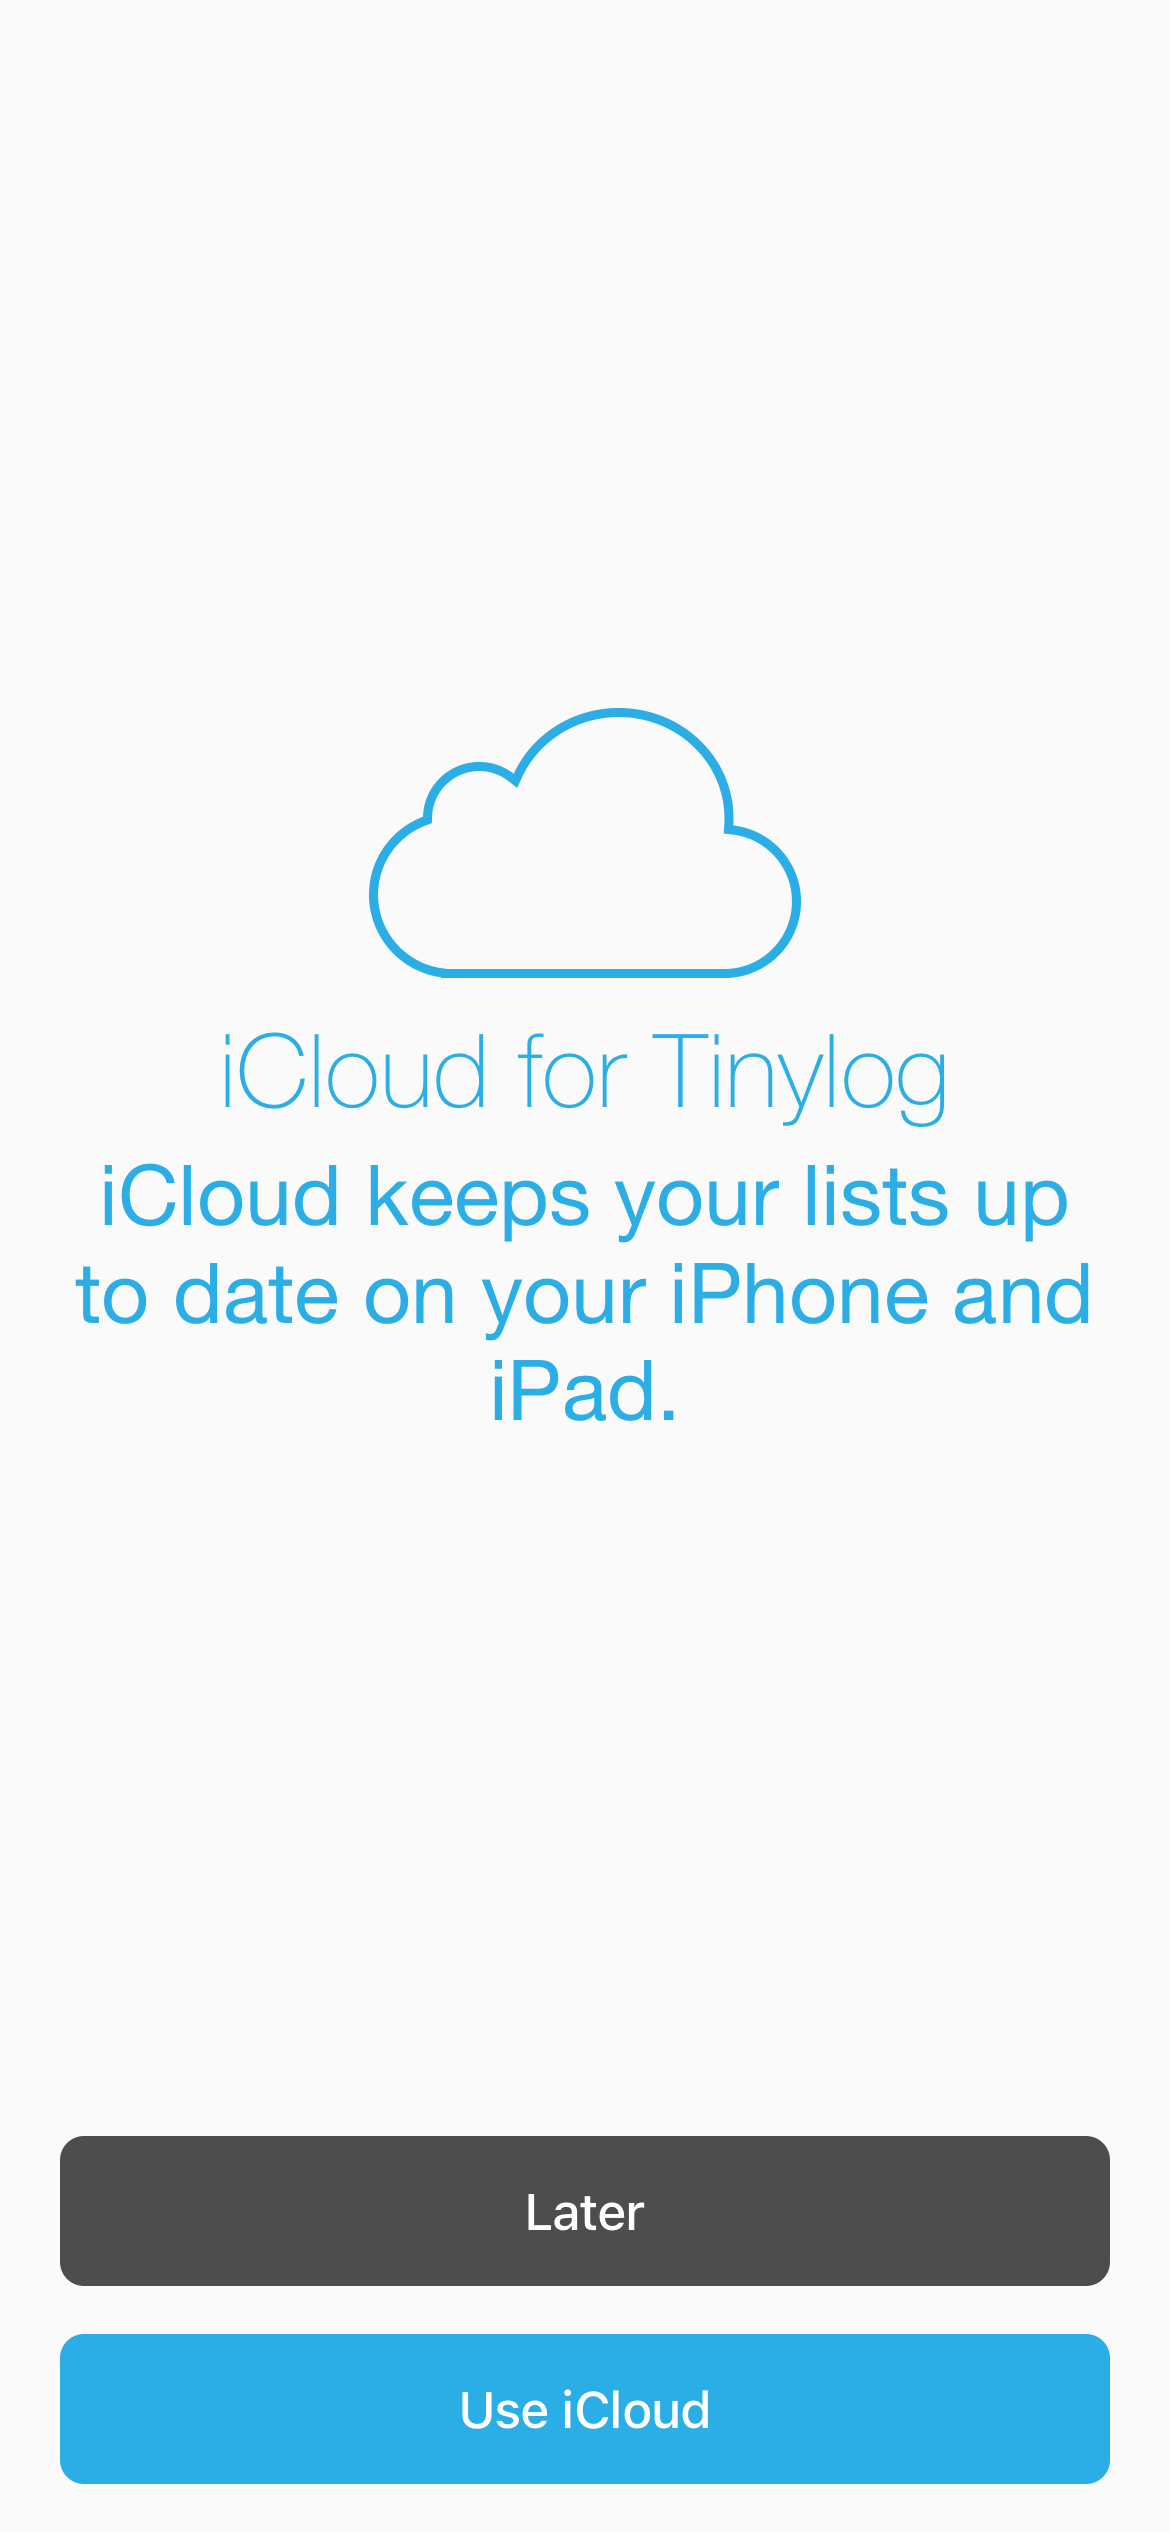 iCloud for Tinylog
iCloud keeps your lists up
to date on your iPhone and
iPad.
Later
Use iCloud